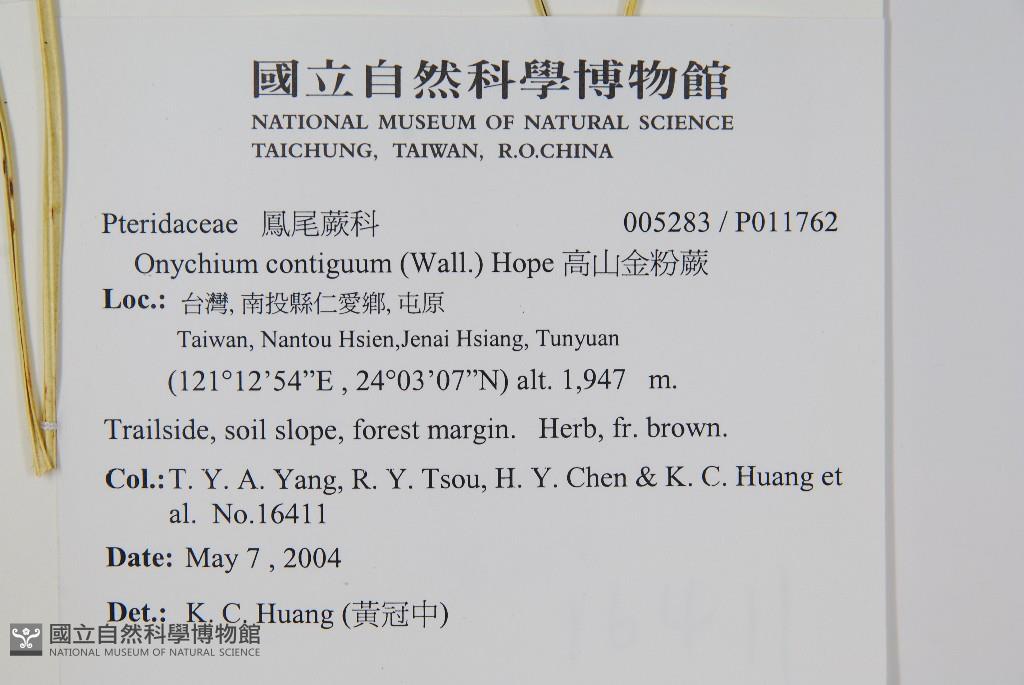 國立自然科學博物館
NATIONAL MUSEUM OF NATURAL SCIENCE
TAICHUNG, TAIWAN, R.O.CHINA
Pteridaceae 鳳尾蕨科 005283 / P011762
Onychium contiguum (Wall.) Hope 高山金粉蕨
Loc.: 台灣, 南投縣仁愛鄉, 屯原
Taiwan, Nantou Hsien,Jenai Hsiang, Tunyuan
(121°12’54”E , 24°03’07”N) alt. 1,947 m.
Trailside, soil slope, forest margin. Herb, fr. brown.
Col.: T. Y. A. Yang, R. Y. Tsou, H. Y. Chen & K. C. Huang et
al. No.16411
Date: May 7 , 2004
Det.: K. C. Huang (黃冠中)
國立自然科學博物館
NATIONAL MUSEUM OF NATURAL SCIENCE